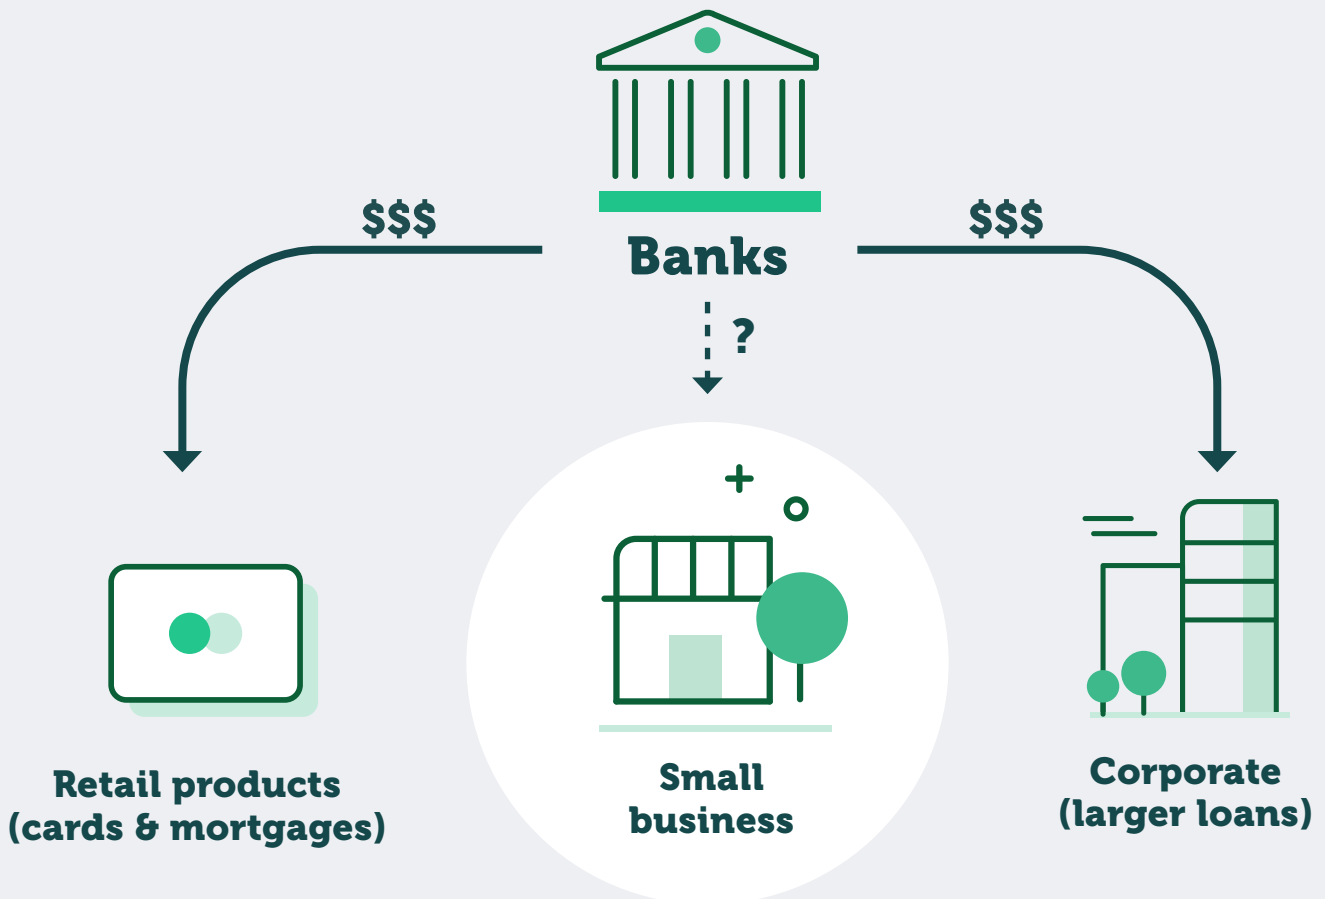 $$$
$$$
Banks
?
Retail products
(cards & mortgages)
Small
business
Corporate
(larger loans)